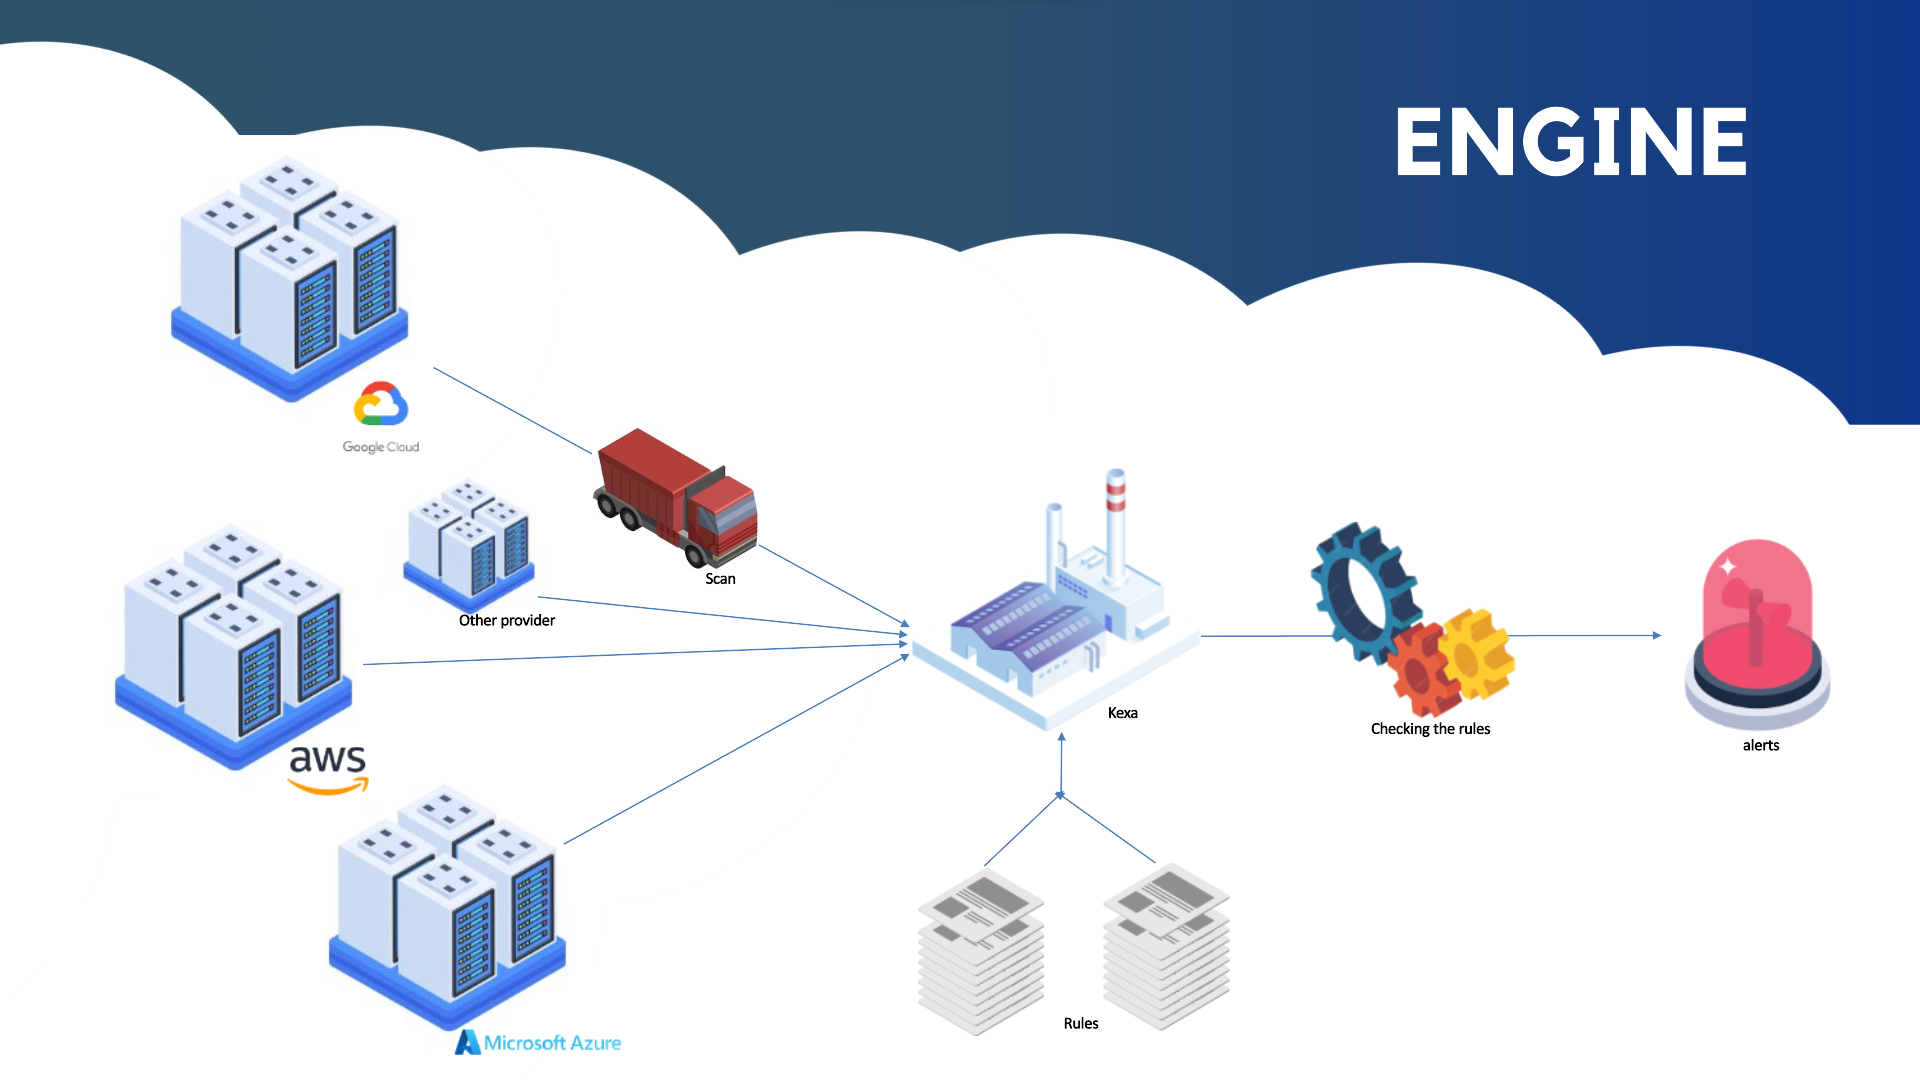 ENGINE
Google Cloud
Scan
Other provider
aws
Kexa
Checking the rules
alerts
Rules
Microsoft Azure